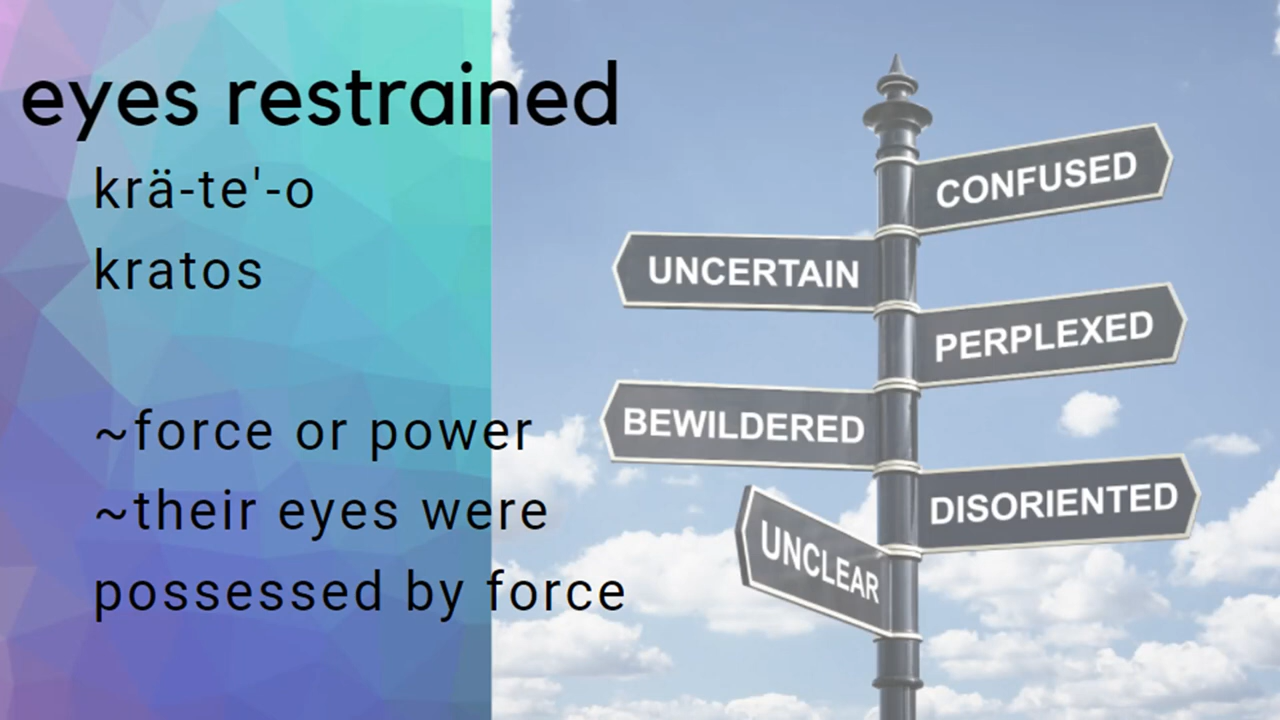 eyes restrained
krä-te'-o
kratos
~force or power
~their eyes were
possessed by force
CONFUSED
UNCERTAIN
PERPLEXED
BEWILDERED
DISORIENTED
UNCLEAR